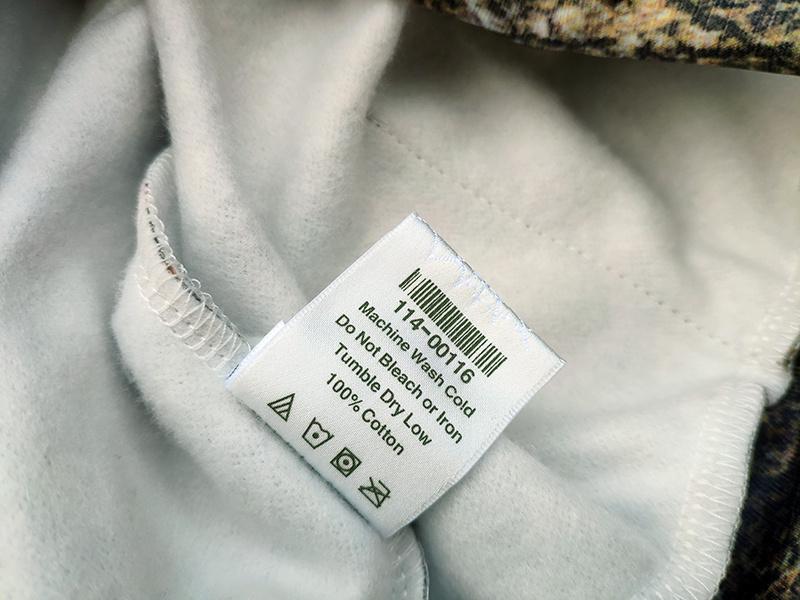 114-00116
Machine Wash Cold
Do Not Bleach or Iron
Tumble Dry Low
100% Cotton